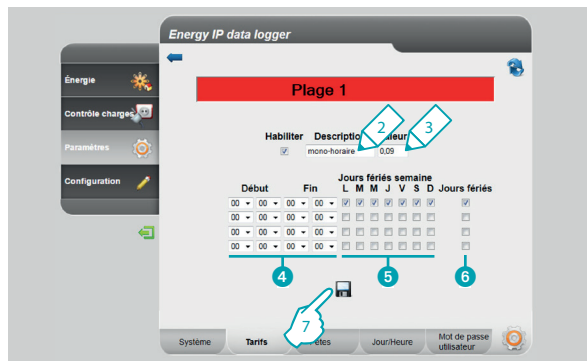 Energy IP data logger
Énergie
Contrôle charges
Paramètres
Configuration
Plage 1
Habiliter Description
mono-horaire 0,09
2 3
Jours fériés semaine
Début Fin L M M J V S D Jours fériés
00 00 00 00
00 00 00 00
00 00 00 00
00 00 00 00
4 5 6
7
Système Tarifs Jour/Heure Mot de passe
utilisateur